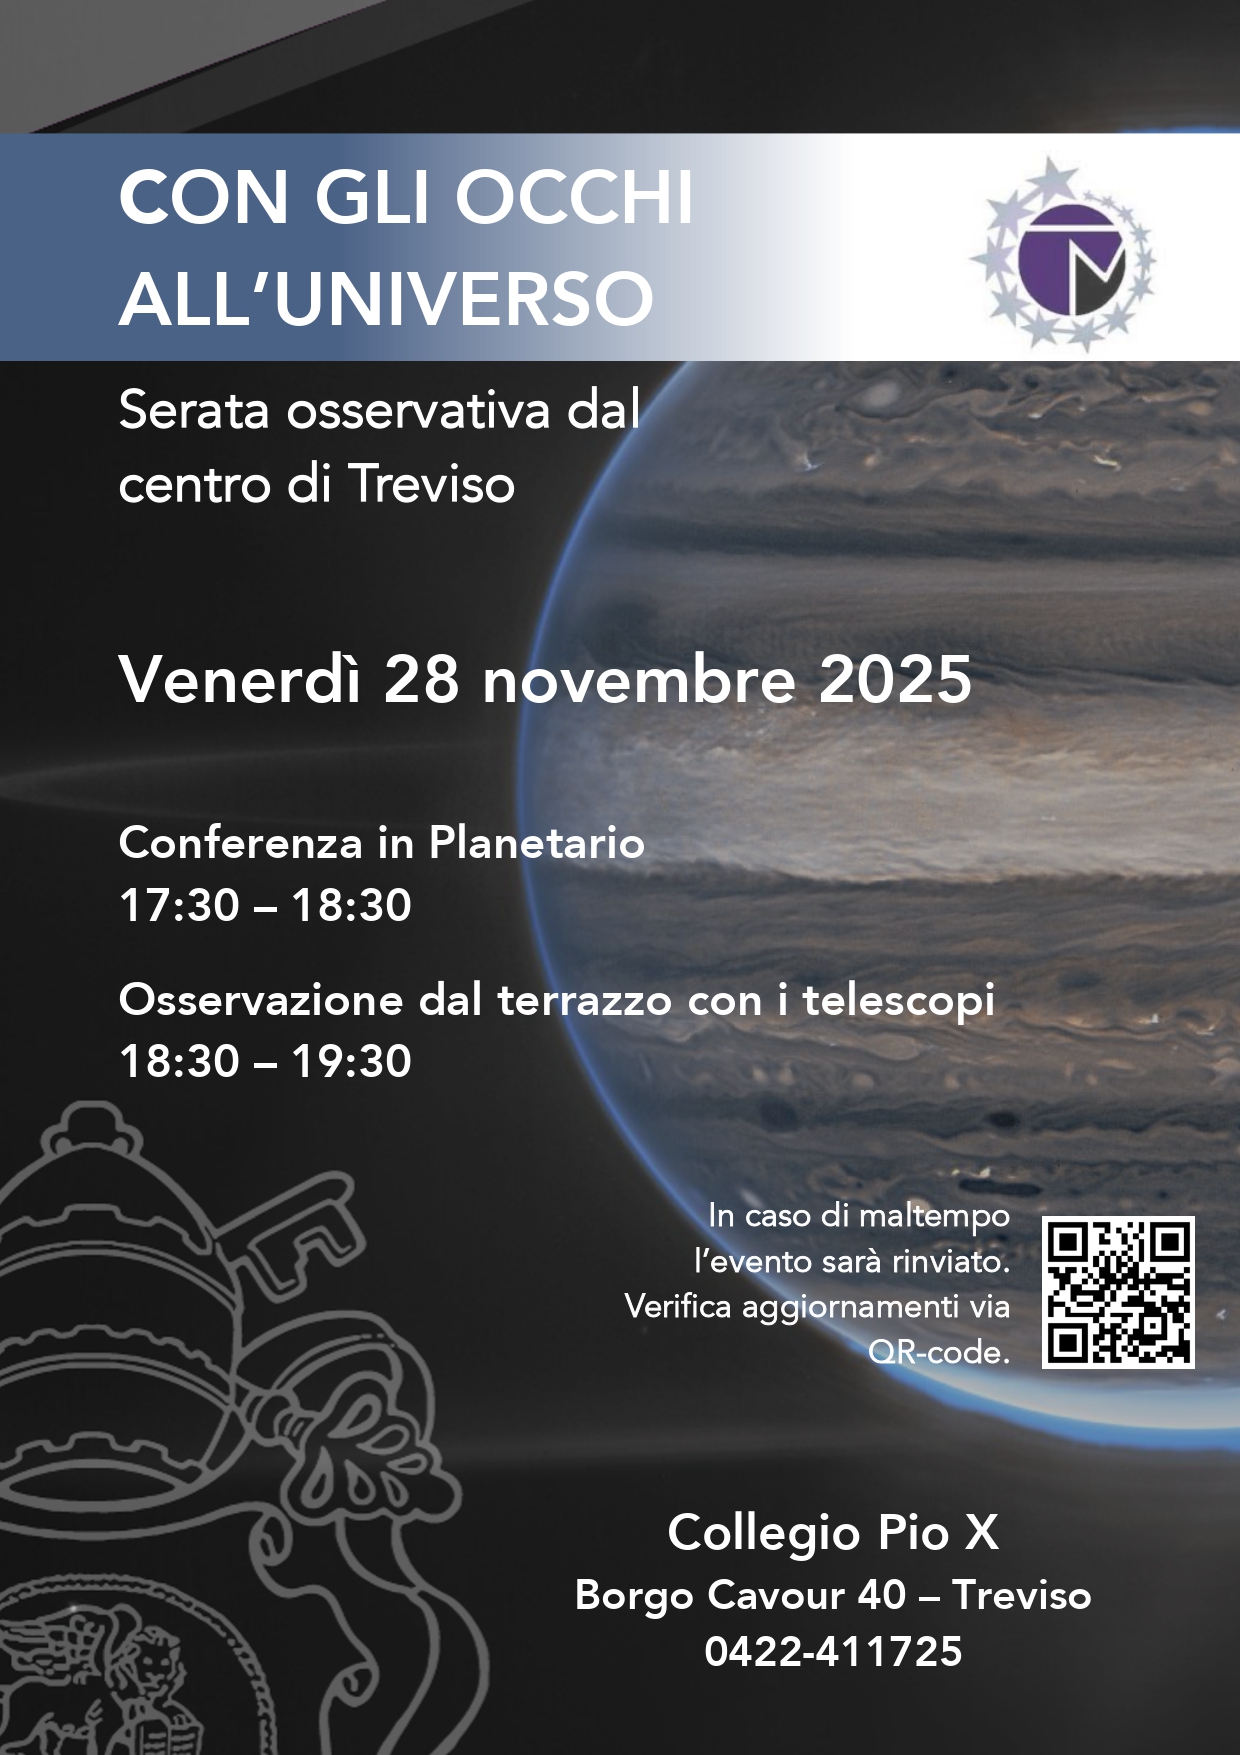 CON GLI OCCHI
ALL’UNIVERSO
Serata osservativa dal
centro di Treviso
Venerdì 28 novembre 2025
Conferenza in Planetario
17:30 – 18:30
Osservazione dal terrazzo con i telescopi
18:30 – 19:30
In caso di maltempo
l’evento sarà rinviato.
Verifica aggiornamenti via
QR-code.
Collegio Pio X
Borgo Cavour 40 – Treviso
0422-411725